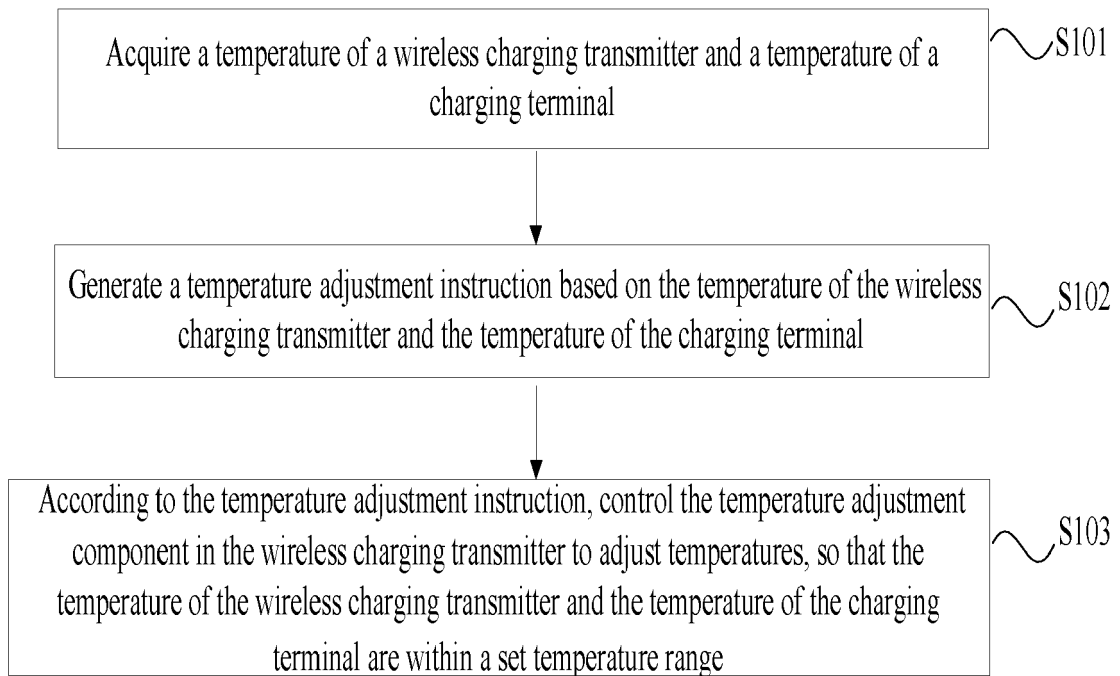 Acquire a temperature of a wireless charging transmitter and a temperature of a
charging terminal
S101
Generate a temperature adjustment instruction based on the temperature of the wireless
charging transmitter and the temperature of the charging terminal
S102
According to the temperature adjustment instruction, control the temperature adjustment
component in the wireless charging transmitter to adjust temperatures, so that the
temperature of the wireless charging transmitter and the temperature of the charging
terminal are within a set temperature range
S103